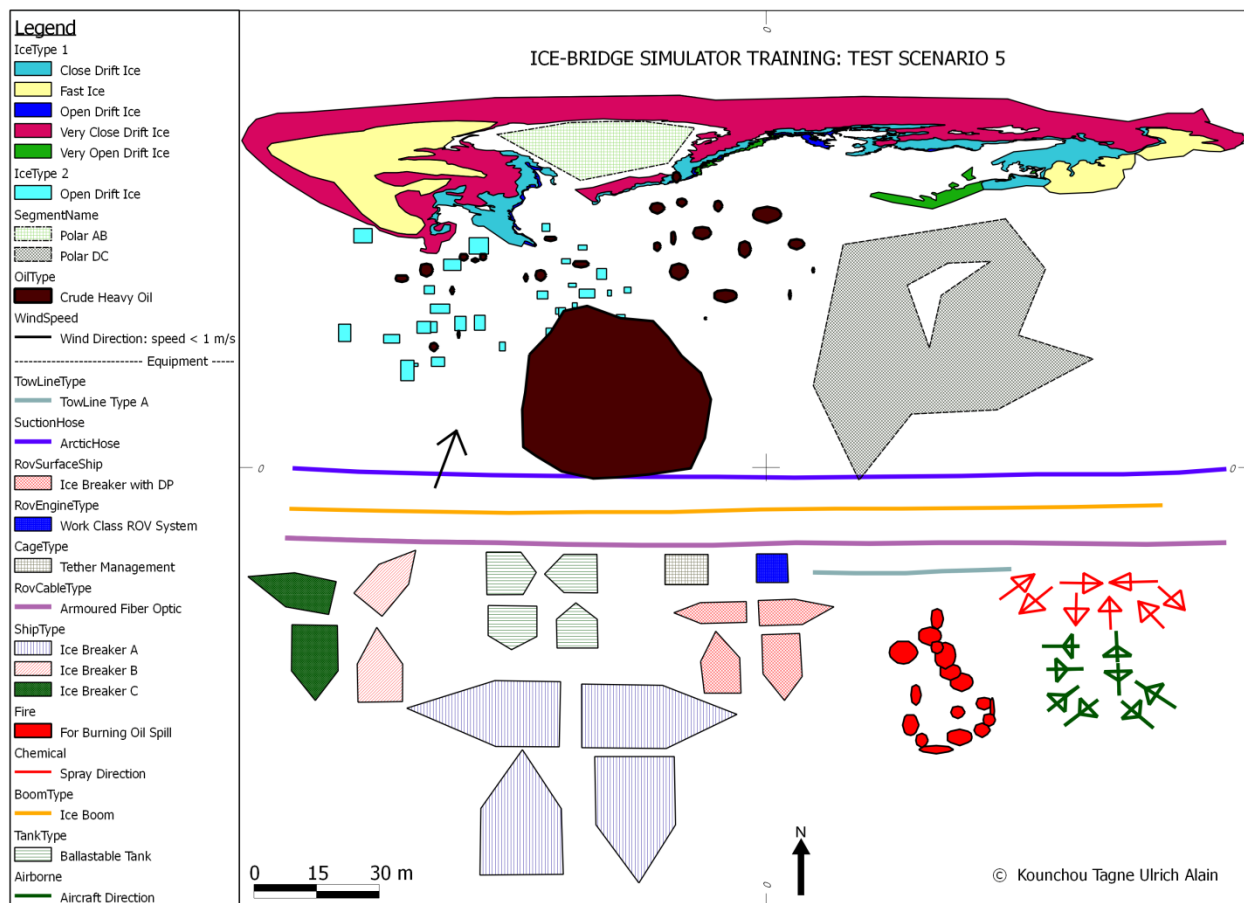 Legend
IceType 1
Close Drift Ice
Fast Ice
Open Drift Ice
Very Close Drift Ice
Very Open Drift Ice
IceType 2
Open Drift Ice
SegmentName
Polar AB
Polar DC
OilType
Crude Heavy Oil
WindSpeed
Wind Direction: speed < 1 m/s
Equipment
TowLineType
TowLine Type A
SuctionHose
ArcticHose
RovSurfaceShip
Ice Breaker with DP
RovEngineType
Work Class ROV System
CageType
Tether Management
RovCableType
Armoured Fiber Optic
ShipType
Ice Breaker A
Ice Breaker B
Ice Breaker C
Fire
For Burning Oil Spill
Chemical
Spray Direction
BoomType
Ice Boom
TankType
Ballastable Tank
Airborne
Aircraft Direction
0
ICE-BRIDGE SIMULATOR TRAINING: TEST SCENARIO 5
0
0
N
0 15 30 m
0
© Kounchou Tagne Ulrich Alain